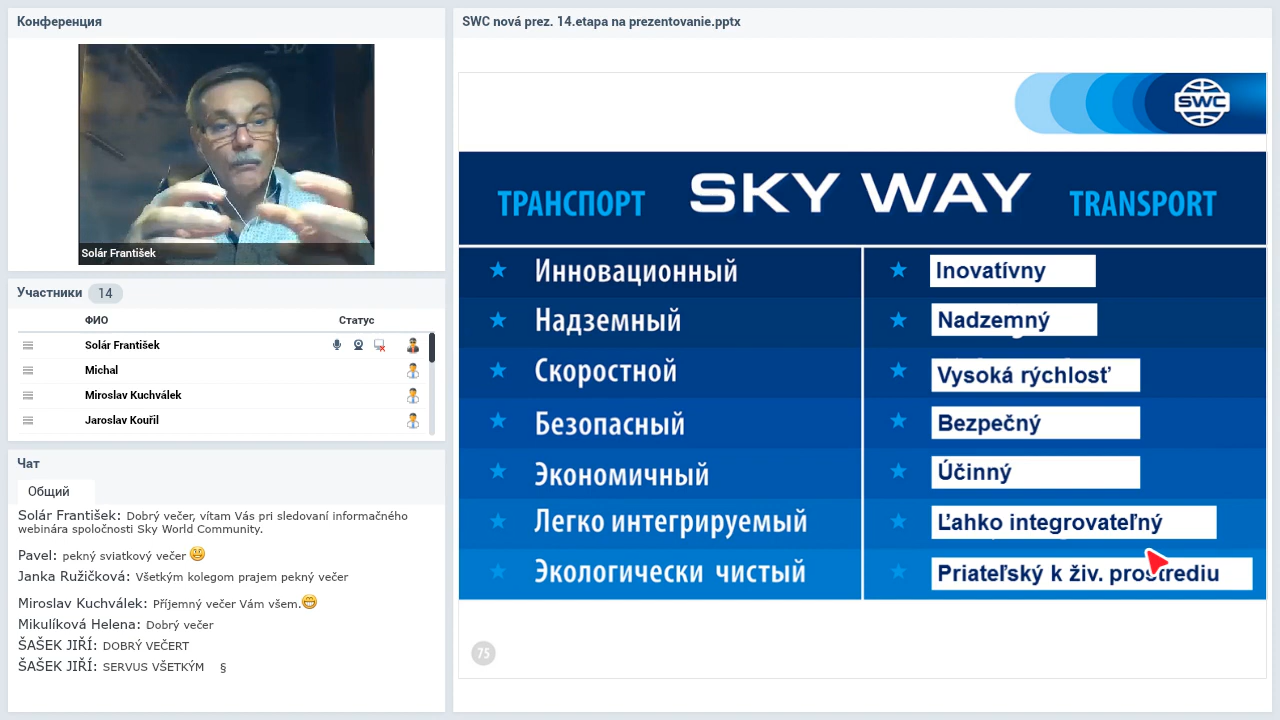 Конференция
Solár František
Участники 14
ФИО Статус
Solár František
Michal
Miroslav Kuchválek
Jaroslav Kouřil
Чат
Общий
Solár František: Dobrý večer, vítam Vás pri sledovaní informačného
webinára spoločnosti Sky World Community.
Pavel: pekný sviatkový večer
Janka Ružičková: Všetkým kolegom prajem pekný večer
Miroslav Kuchválek: Příjemný večer Vám všem.
Mikulíková Helena: Dobrý večer
ŠAŠEK JIŘÍ: DOBRÝ VEČERT
ŠAŠEK JIŘÍ: SERVUS VŠETKÝM §
SWC nová prez. 14.etapa na prezentovanie.pptx
SWC
ТРАНСПОРТ SKY WAY TRANSPORT
Инновационный Inovatívny
Надземный Nadzemný
Скоростной Vysoká rýchlosť
Безопасный Bezpečný
Экономичный Účinný
Легко интегрируемый Ľahko integrovateľný
Экологически чистый Priateľský k živ. prostrediu
75